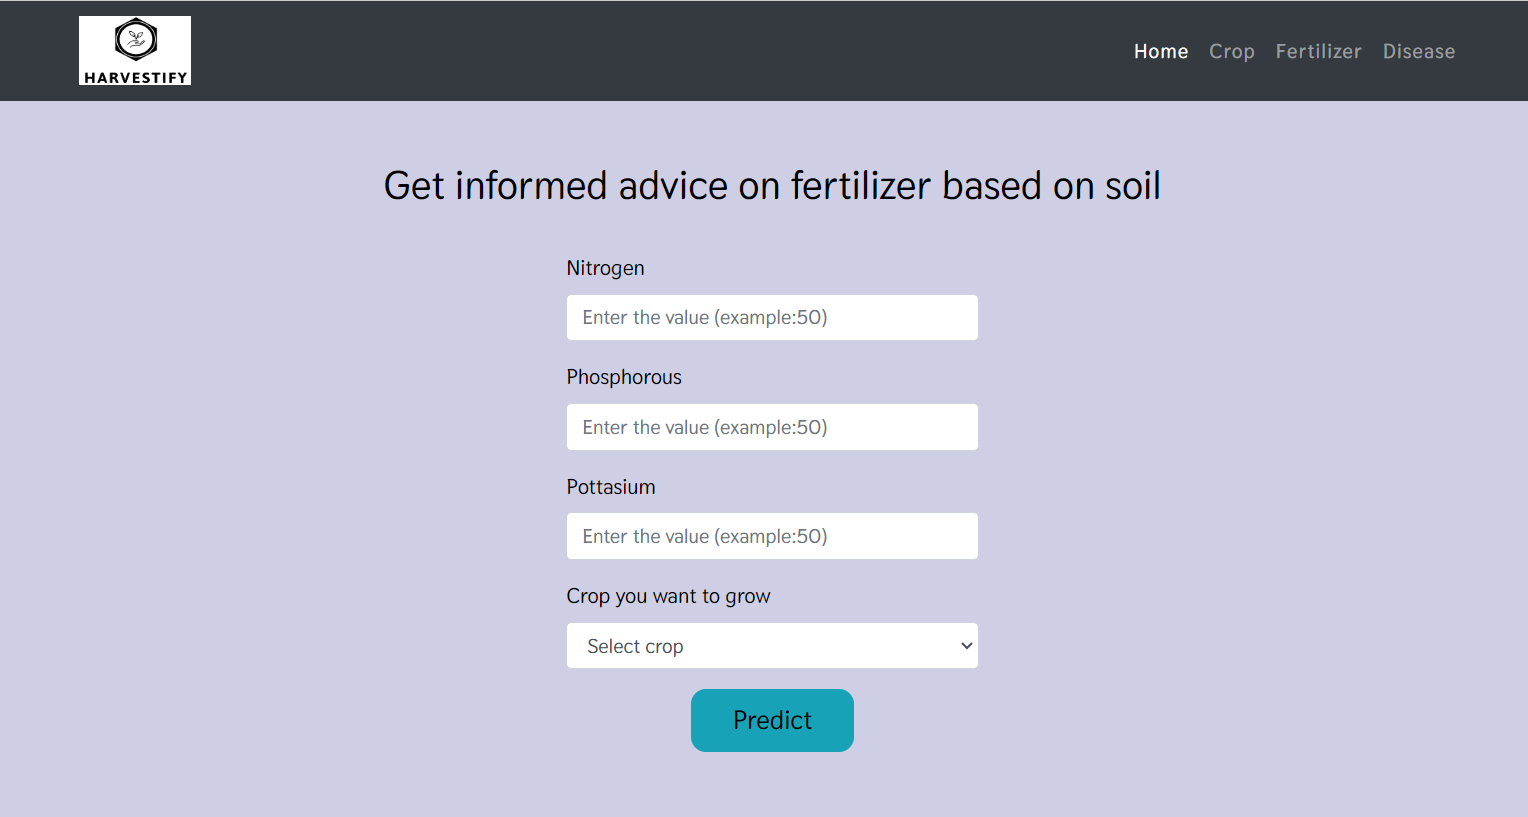 HARVESTIFY
Home Crop Fertilizer Disease
Get informed advice on fertilizer based on soil
Nitrogen
Enter the value (example:50)
Phosphorous
Enter the value (example:50)
Pottasium
Enter the value (example:50)
Crop you want to grow
Select crop
Predict